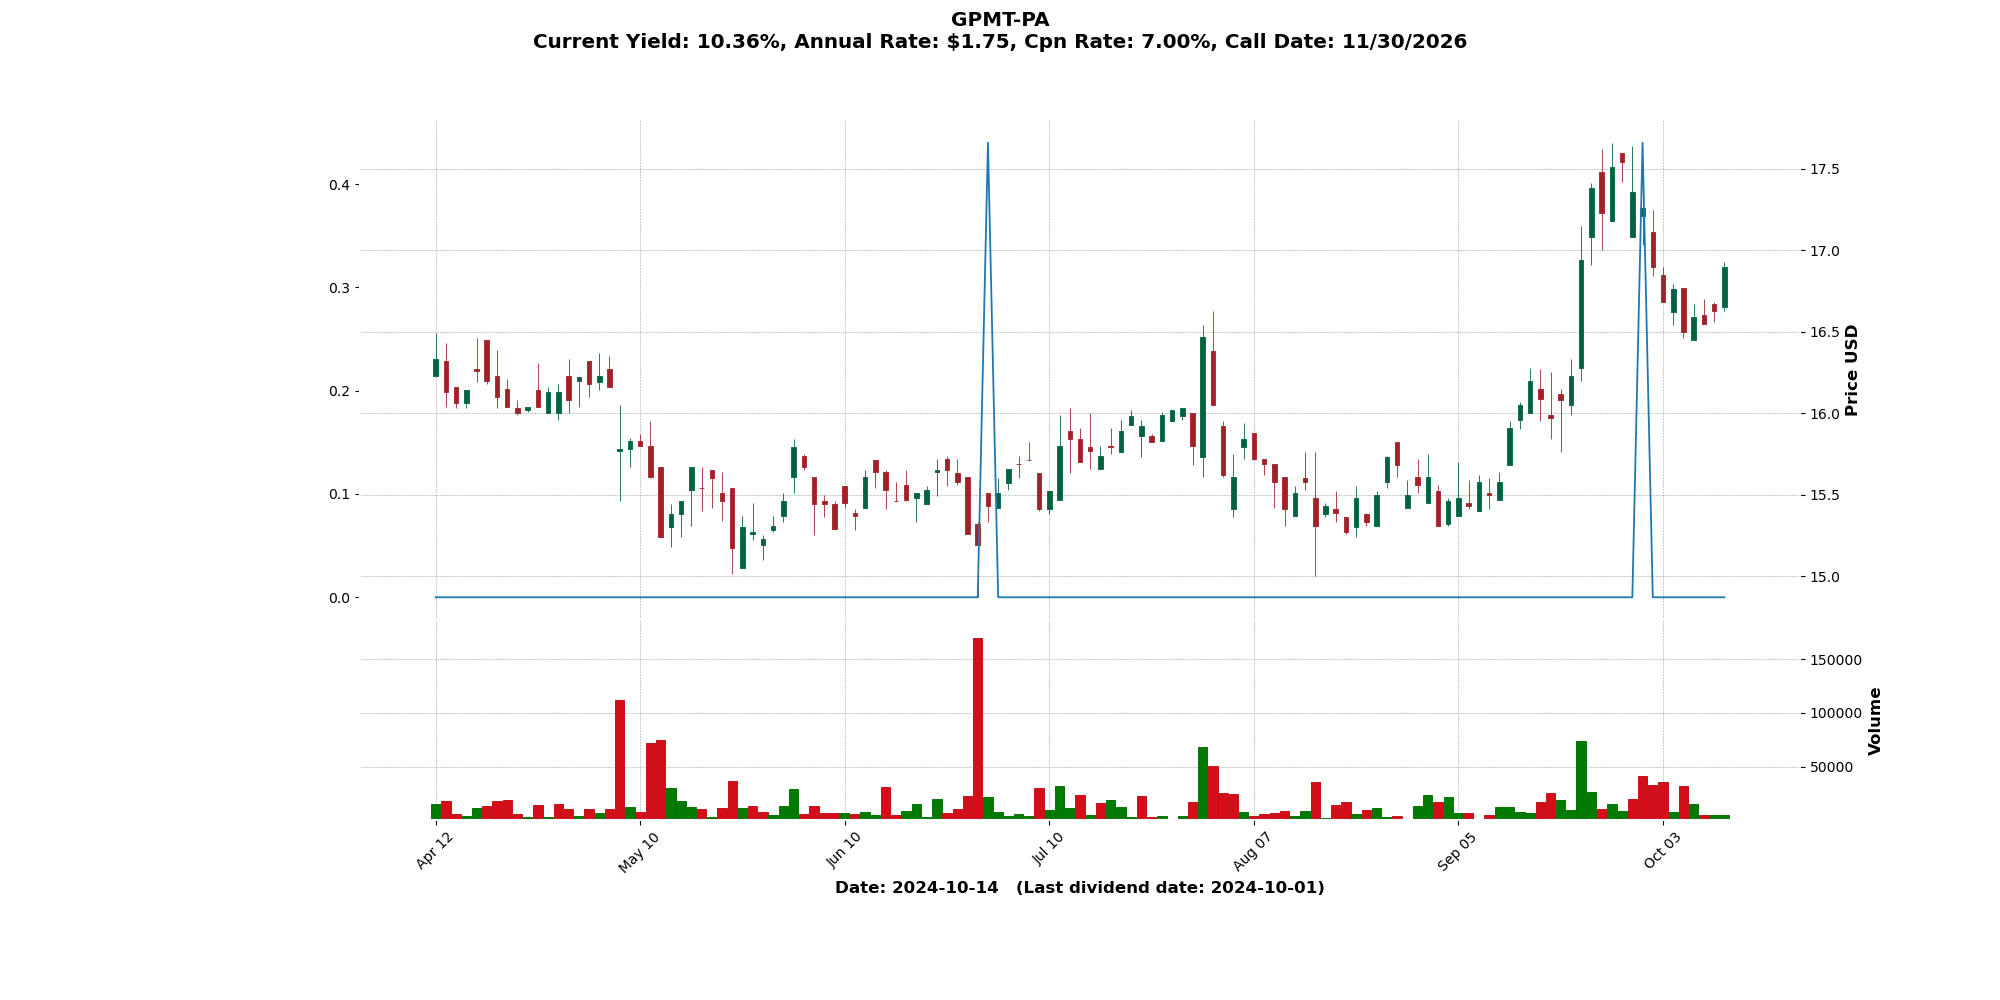 GPMT-PA
Current Yield: 10.36%, Annual Rate: $1.75, Cpn Rate: 7.00%, Call Date: 11/30/2026
0.4
0.3
0.2
0.1
0.0
17.5
17.0
16.5
16.0
15.5
15.0
Price USD
150000
100000
50000
Volume
Apr 12
May 10
Jun 10
Jul 10
Aug 07
Sep 05
Oct 03
Date: 2024-10-14   (Last dividend date: 2024-10-01)